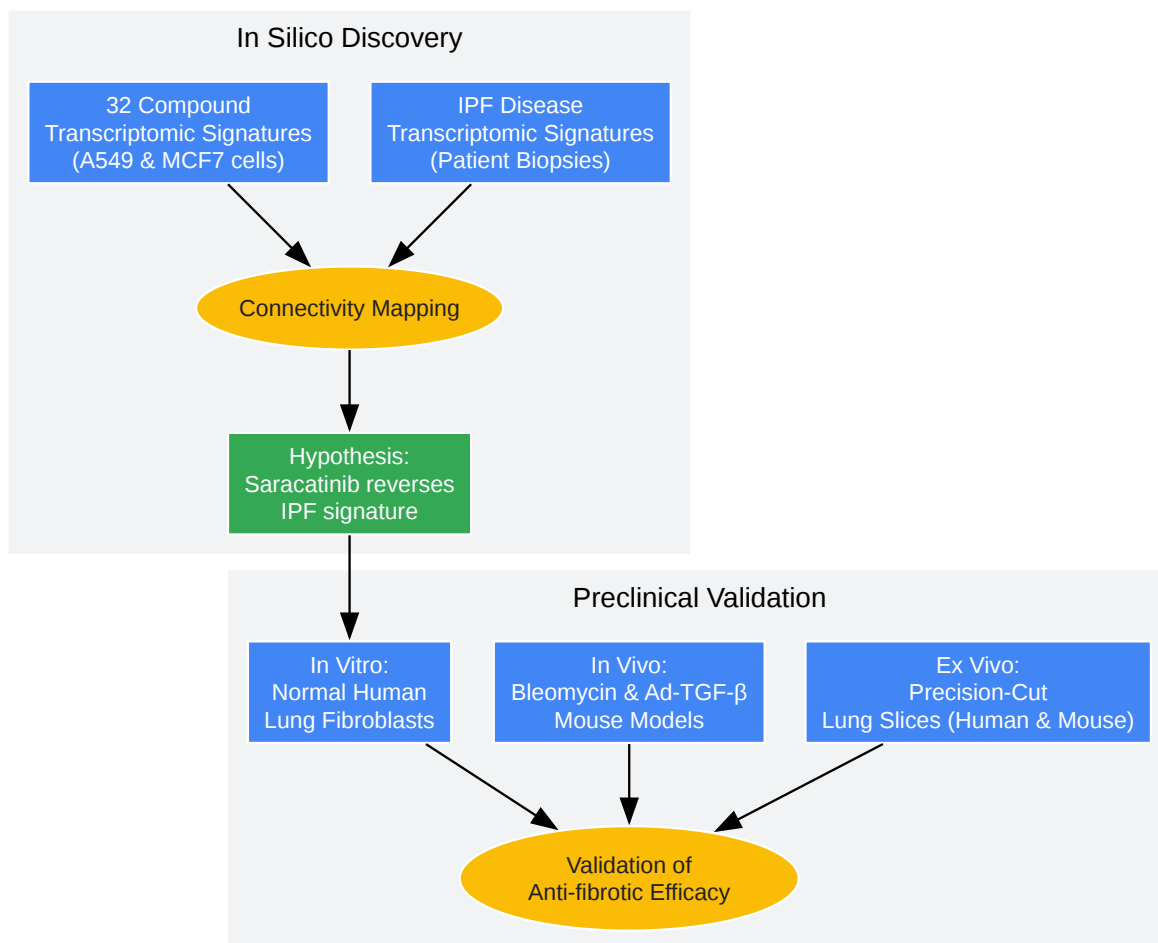 In Silico Discovery
32 Compound
Transcriptomic Signatures
(A549 & MCF7 cells)
IPF Disease
Transcriptomic Signatures
(Patient Biopsies)
Connectivity Mapping
Hypothesis:
Saracatinib reverses
IPF signature
Preclinical Validation
In Vitro:
Normal Human
Lung Fibroblasts
In Vivo:
Bleomycin & Ad-TGF-β
Mouse Models
Ex Vivo:
Precision-Cut
Lung Slices (Human & Mouse)
Validation of
Anti-fibrotic Efficacy